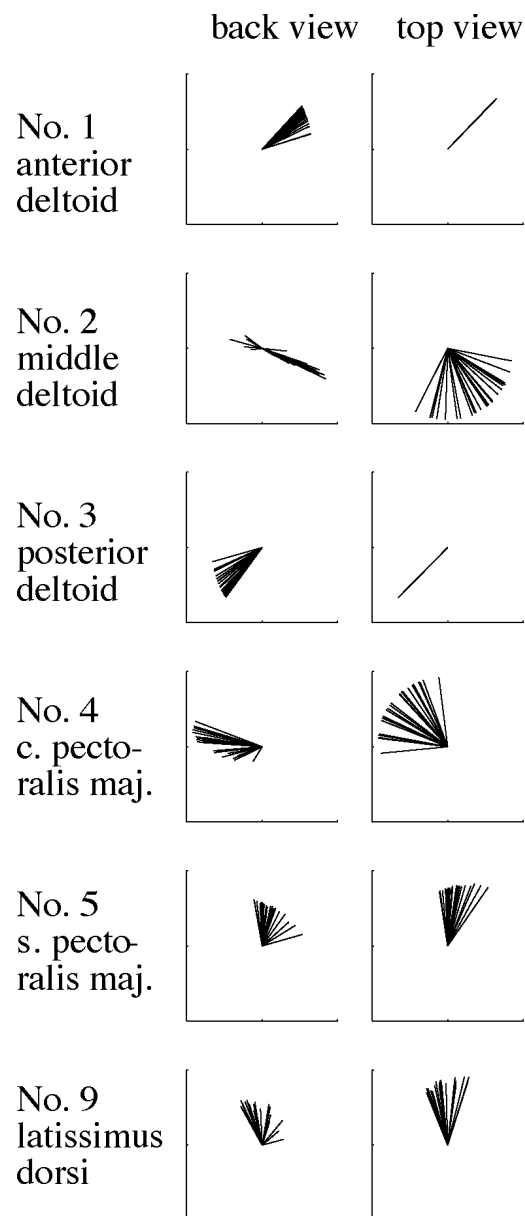 back view top view
No. 1
anterior
deltoid
No. 2
middle
deltoid
No. 3
posterior
deltoid
No. 4
c. pecto-
ralis maj.
No. 5
s. pecto-
ralis maj.
No. 9
latissimus
dorsi